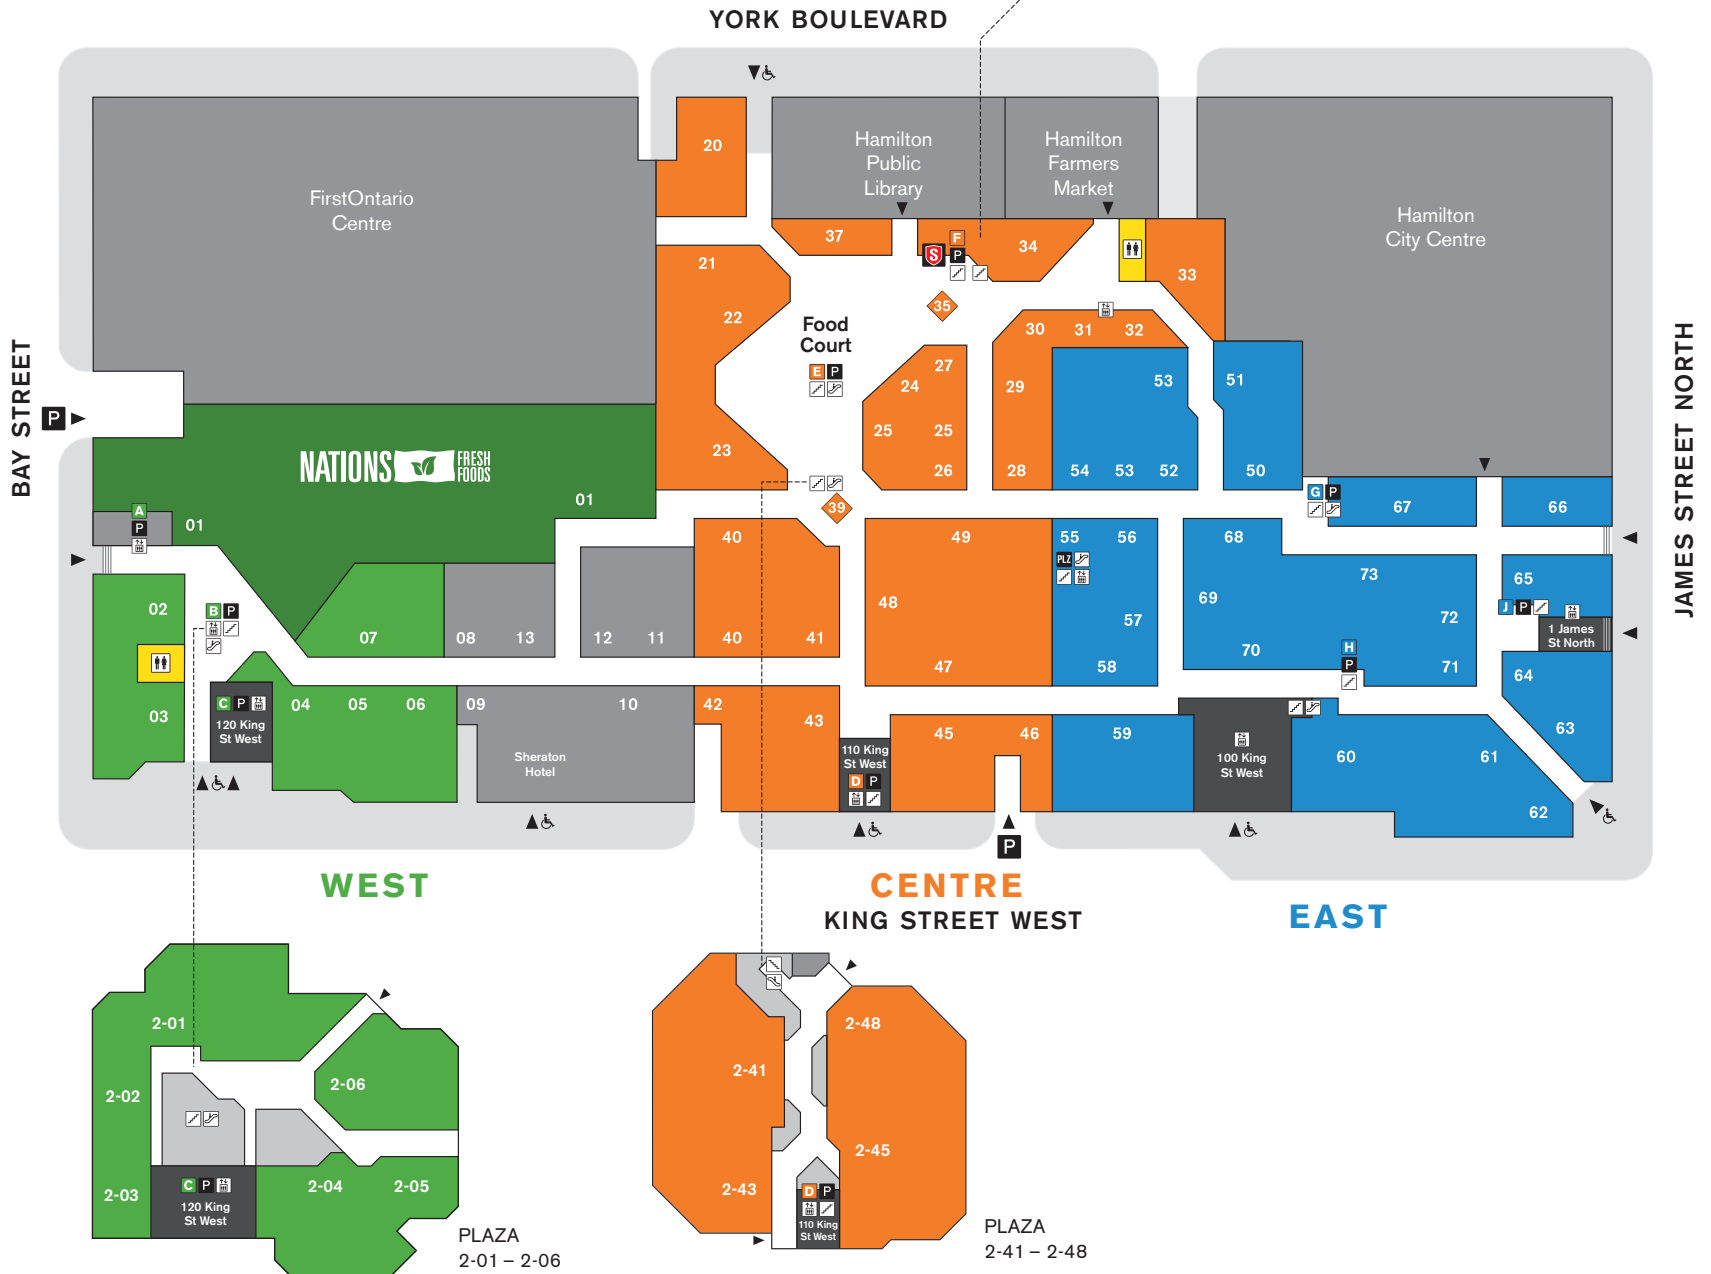 YORK BOULEVARD
20
Hamilton
Public
Library
Hamilton
Farmers
Market
FirstOntario
Centre
Hamilton
City Centre
37
F
S
P
34
33
21
22
35
30
31
32
Food
Court
E P
27
24
29
53
51
BAY STREET
JAMES STREET NORTH
P
25
25
23
26
28
54
53
52
50
NATIONS
FRESH
FOODS
01
G P
67
66
39
A
P
01
40
49
55
56
68
PLZ
73
65
02
B P
48
69
57
72
J P
1 James
St North
07
08
13
12
11
40
41
47
58
70
H
P
71
64
03
C P
120 King
St West
04
05
06
09
10
42
43
45
46
59
63
Sheraton
Hotel
110 King
St West
D P
100 King
St West
60
61
62
P
WEST
CENTRE
KING STREET WEST
EAST
2-01
2-02
2-06
2-03
C P
120 King
St West
2-04
2-05
PLAZA
2-01 – 2-06
2-48
2-41
2-45
2-43
D P
110 King
St West
PLAZA
2-41 – 2-48